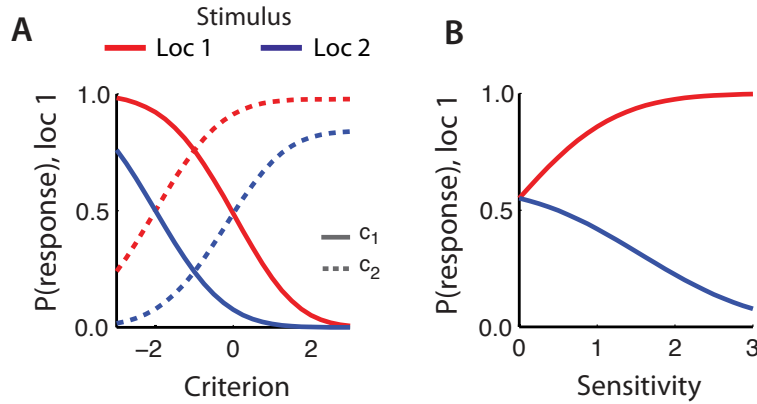 Stimulus
A
Loc 1 Loc 2
P(response), loc 1
1.0
0.5
0.0
c1
c2
−2 0 2
Criterion
B
P(response), loc 1
1.0
0.5
0.0
0 1 2 3
Sensitivity